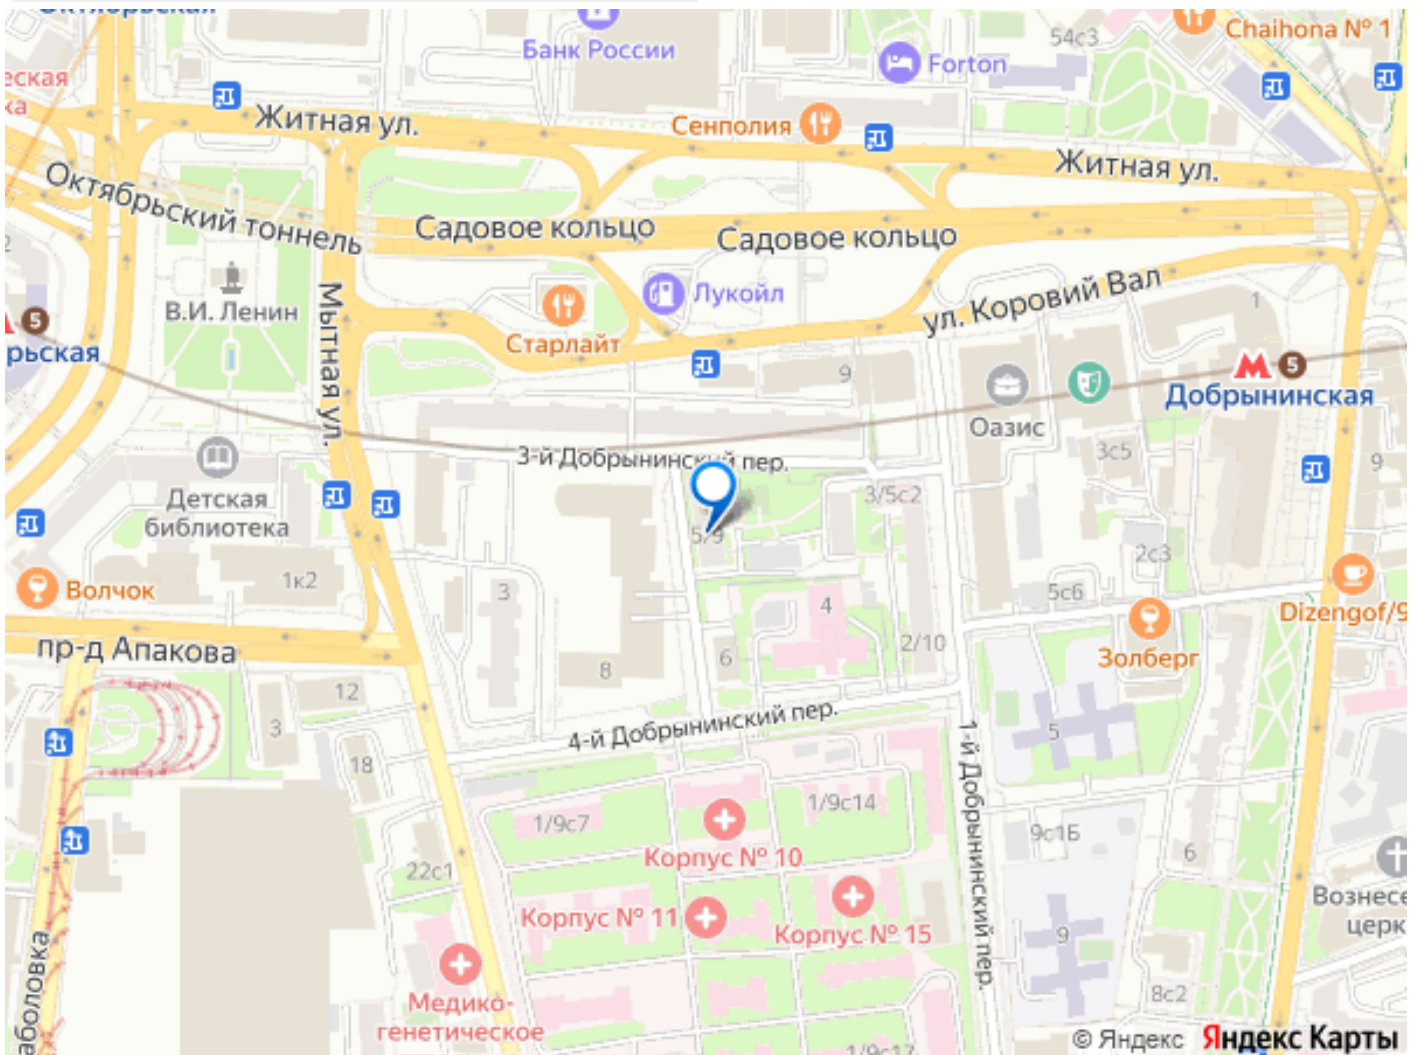 Банк России
Forton
54с3
Chaihona № 1
Житная ул.
Сенполия
Житная ул.
Октябрьский тоннель
Садовое кольцо
Садовое кольцо
В.И. Ленин
Мытная ул.
Лукойл
ул. Коровий Вал
1
5
Старлайт
9
5
Добрынинская
Оазис
3-й Добрынинский пер.
3с5
9
Детская
библиотека
3/5с2
5/9
2с3
Волчок
1к2
3
4
5с6
Dizengof/9
пр-д Апакова
2/10
Золберг
6
8
12
3
4-й Добрынинский пер.
1-й Добрынинский пер.
5
18
1/9с7
1/9с14
Корпус № 10
9с1Б
6
22с1
Корпус № 11
Корпус № 15
9
Медико-
генетическое
8с2
1/9с17
© Яндекс Яндекс Карты